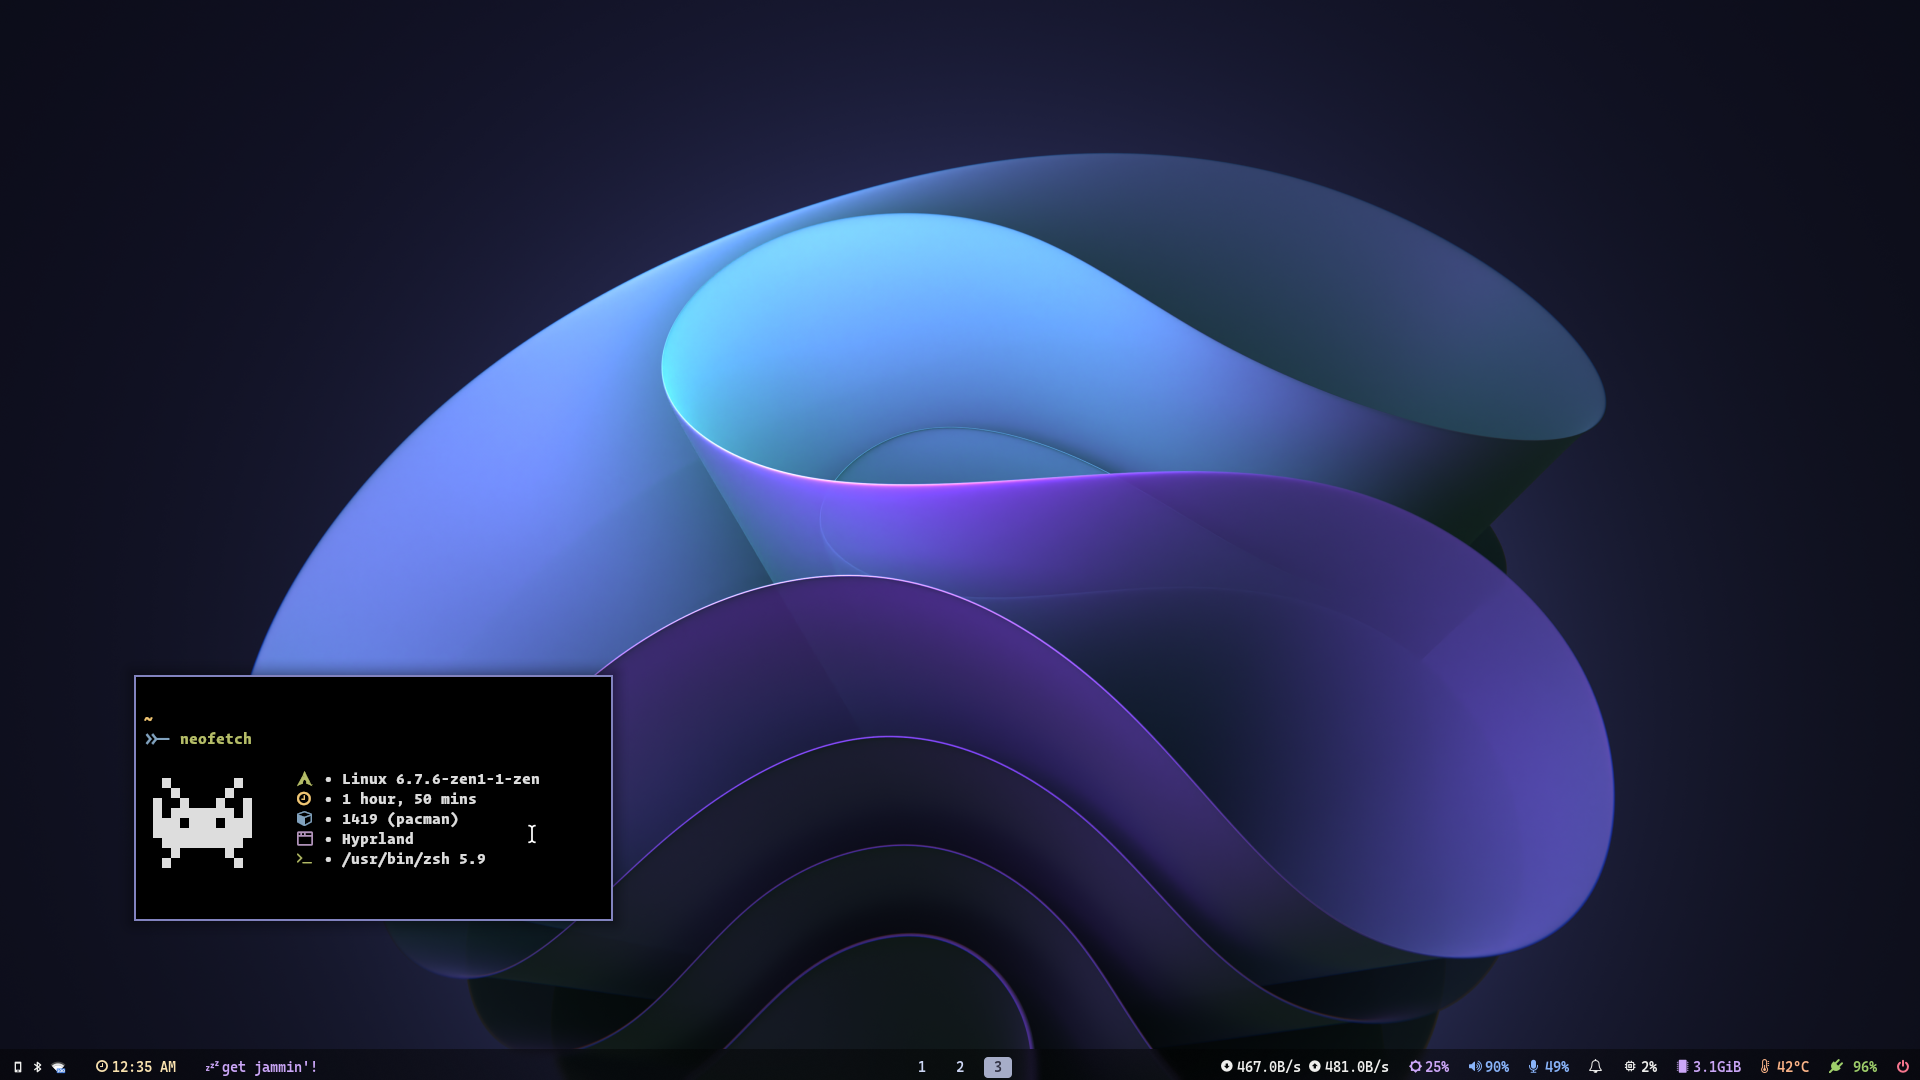 ~
neofetch
• Linux 6.7.6-zen1-1-zen
• 1 hour, 50 mins
• 1419 (pacman)
• Hyprland
• /usr/bin/zsh 5.9
12:35 AM zzz get jammin'! 1 2 3 467.0B/s 481.0B/s 25% 90% 49% 2% 3.1GiB 42°C 96%